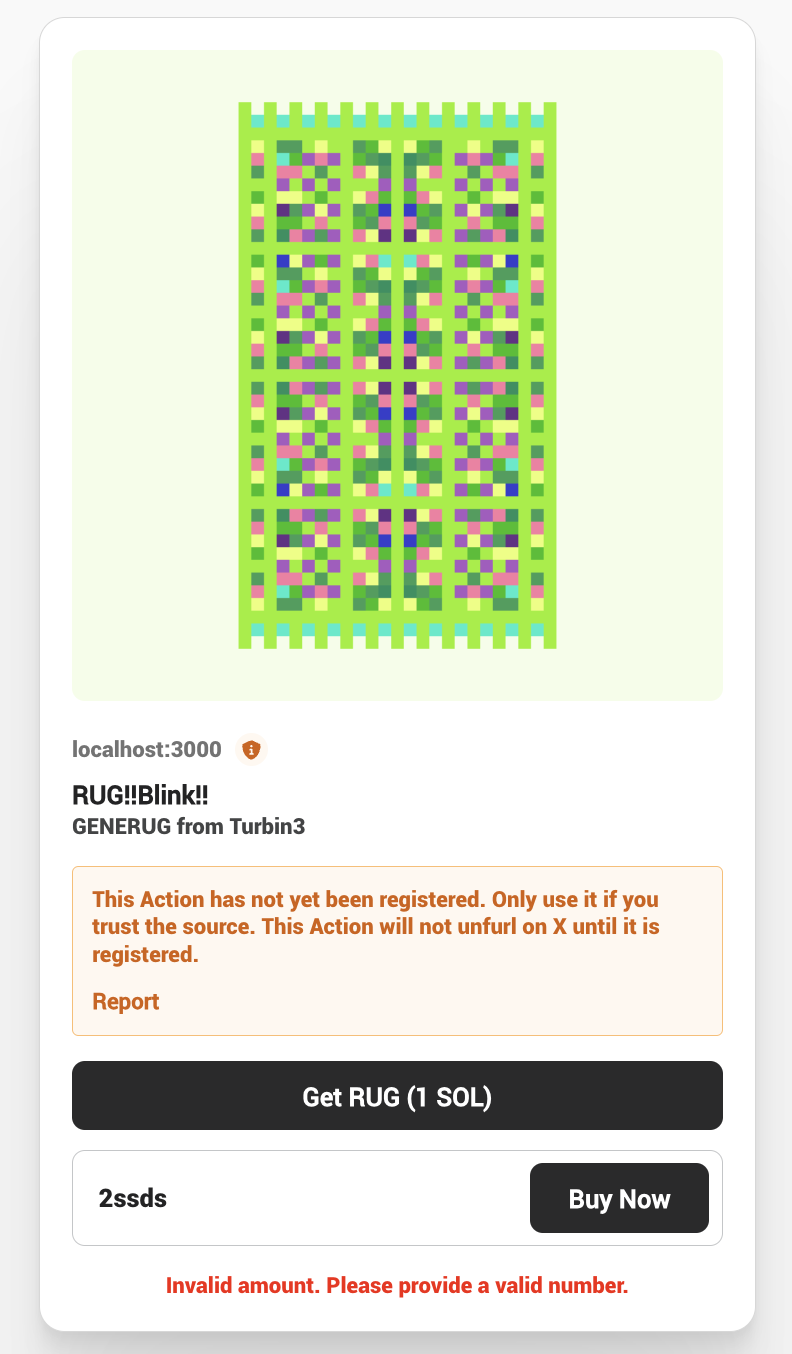 localhost:3000
RUG!!Blink!!
GENERUG from Turbin3
This Action has not yet been registered. Only use it if you
trust the source. This Action will not unfurl on X until it is
registered.
Report
Get RUG (1 SOL)
2ssds
Buy Now
Invalid amount. Please provide a valid number.